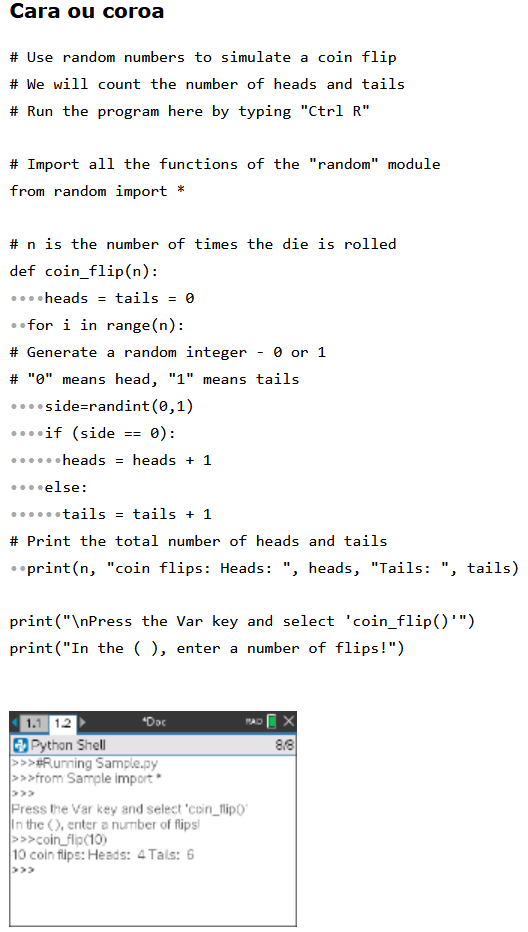 Cara ou coroa
# Use random numbers to simulate a coin flip
# We will count the number of heads and tails
# Run the program here by typing "Ctrl R"
# Import all the functions of the "random" module
from random import *
# n is the number of times the die is rolled
def coin_flip(n):
••••heads = tails = 0
••for i in range(n):
# Generate a random integer - 0 or 1
# "0" means head, "1" means tails
••••side=randint(0,1)
••••if (side == 0):
••••••heads = heads + 1
••••else:
••••••tails = tails + 1
# Print the total number of heads and tails
••print(n, "coin flips: Heads: ", heads, "Tails: ", tails)
print("\nPress the Var key and select 'coin_flip()'")
print("In the ( ), enter a number of flips!")
1.1 1.2 *Doc RAD
Python Shell 8/8
>>>#Running Sample.py
>>>from Sample import *
>>>
Press the Var key and select 'coin_flip()'
In the (), enter a number of flips!
>>>coin_flip(10)
10 coin flips: Heads: 4 Tails: 6
>>>